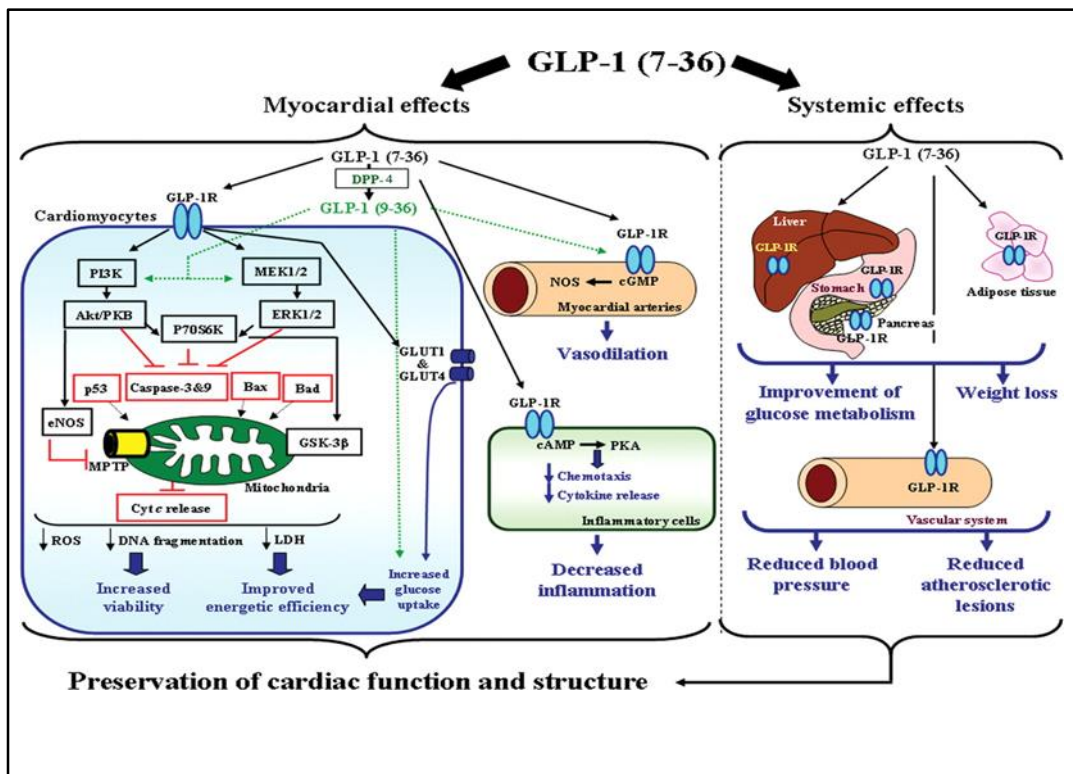 GLP-1 (7-36)
Myocardial effects
Systemic effects
GLP-1 (7-36)
DPP-4
GLP-1 (9-36)
GLP-1R
Cardiomyocytes
PI3K
MEK1/2
Akt/PKB
P70S6K
ERK1/2
p53
Caspase-3&9
Bax
Bad
eNOS
GSK-3β
MPTP
Mitochondria
Cyt c release
ROS
DNA fragmentation
LDH
Increased
viability
Improved
energetic efficiency
Increased
glucose
uptake
GLUT1
&
GLUT4
GLP-1R
NOS
cGMP
Myocardial arteries
Vasodilation
GLP-1R
cAMP
PKA
Chemotaxis
Cytokine release
Inflammatory cells
Decreased
inflammation
GLP-1 (7-36)
Liver
GLP-1R
GLP-1R
Stomach
Pancreas
GLP-1R
GLP-1R
Adipose tissue
Improvement of
glucose metabolism
Weight loss
GLP-1R
Vascular system
Reduced blood
pressure
Reduced
atherosclerotic
lesions
Preservation of cardiac function and structure